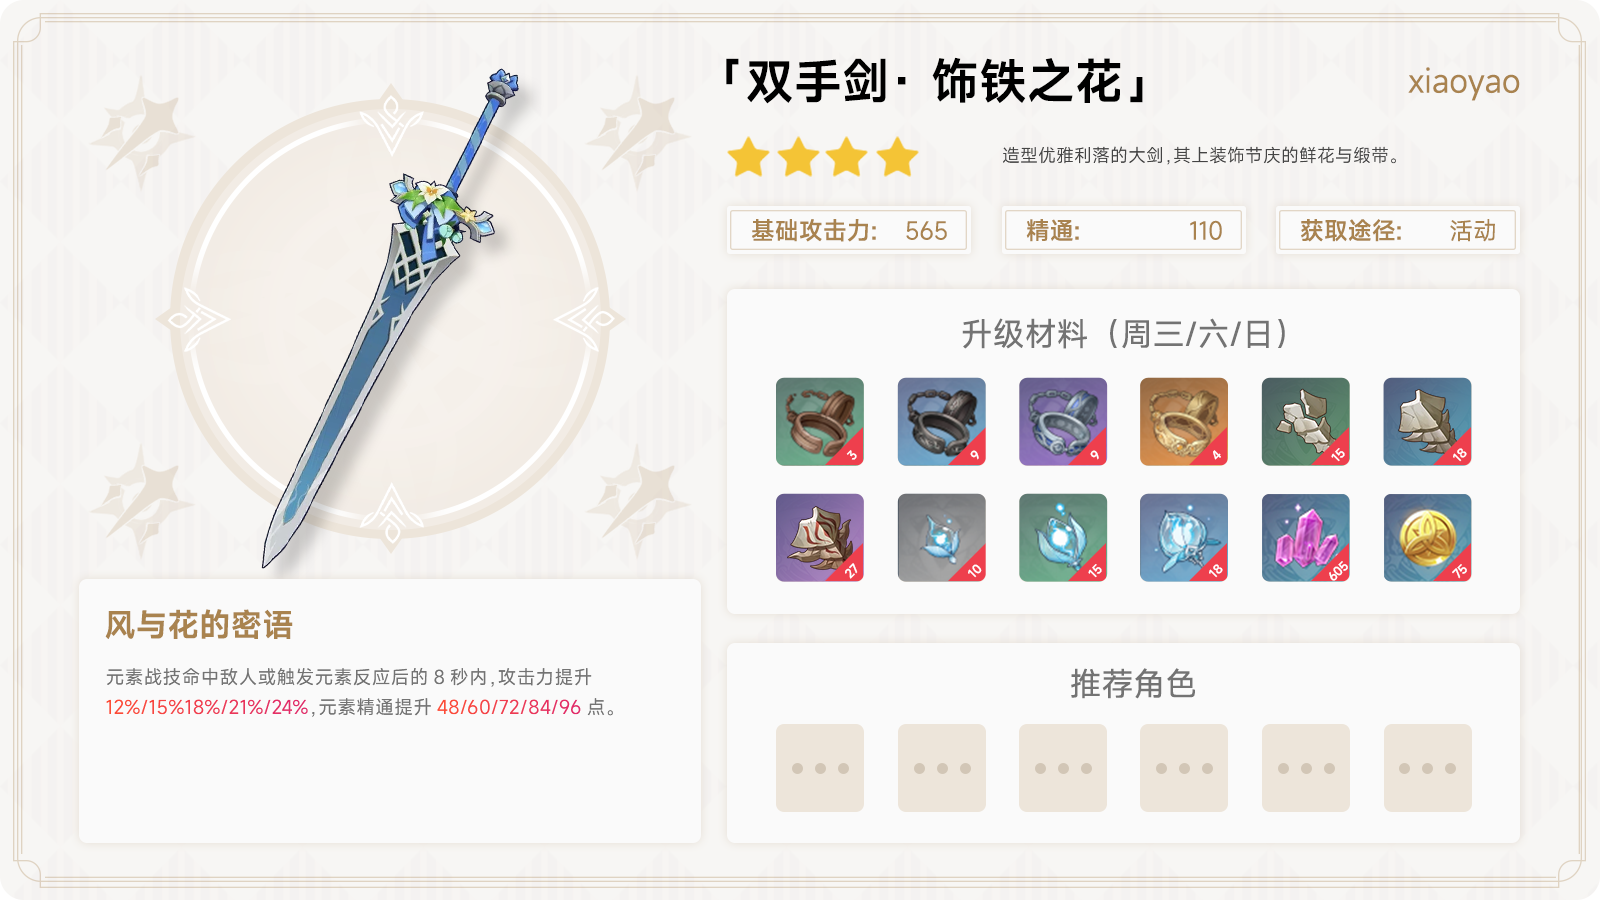 「双手剑· 饰铁之花」
xiaoyao
造型优雅利落的大剑,其上装饰节庆的鲜花与缎带。
基础攻击力: 565
精通: 110
获取途径: 活动
升级材料（周三/六/日）
3 9 9 4 15 18
27 10 15 18 605 75
风与花的密语
元素战技命中敌人或触发元素反应后的 8 秒内,攻击力提升
12%/15%18%/21%/24%,元素精通提升 48/60/72/84/96 点。
推荐角色